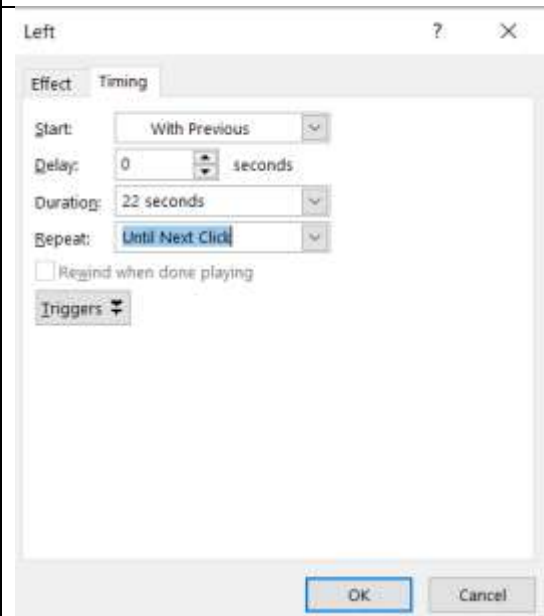 Left ? ×
Effect Timing
Start: With Previous
Delay: 0 seconds
Duration: 22 seconds
Repeat: Until Next Click
Rewind when done playing
Triggers
OK Cancel